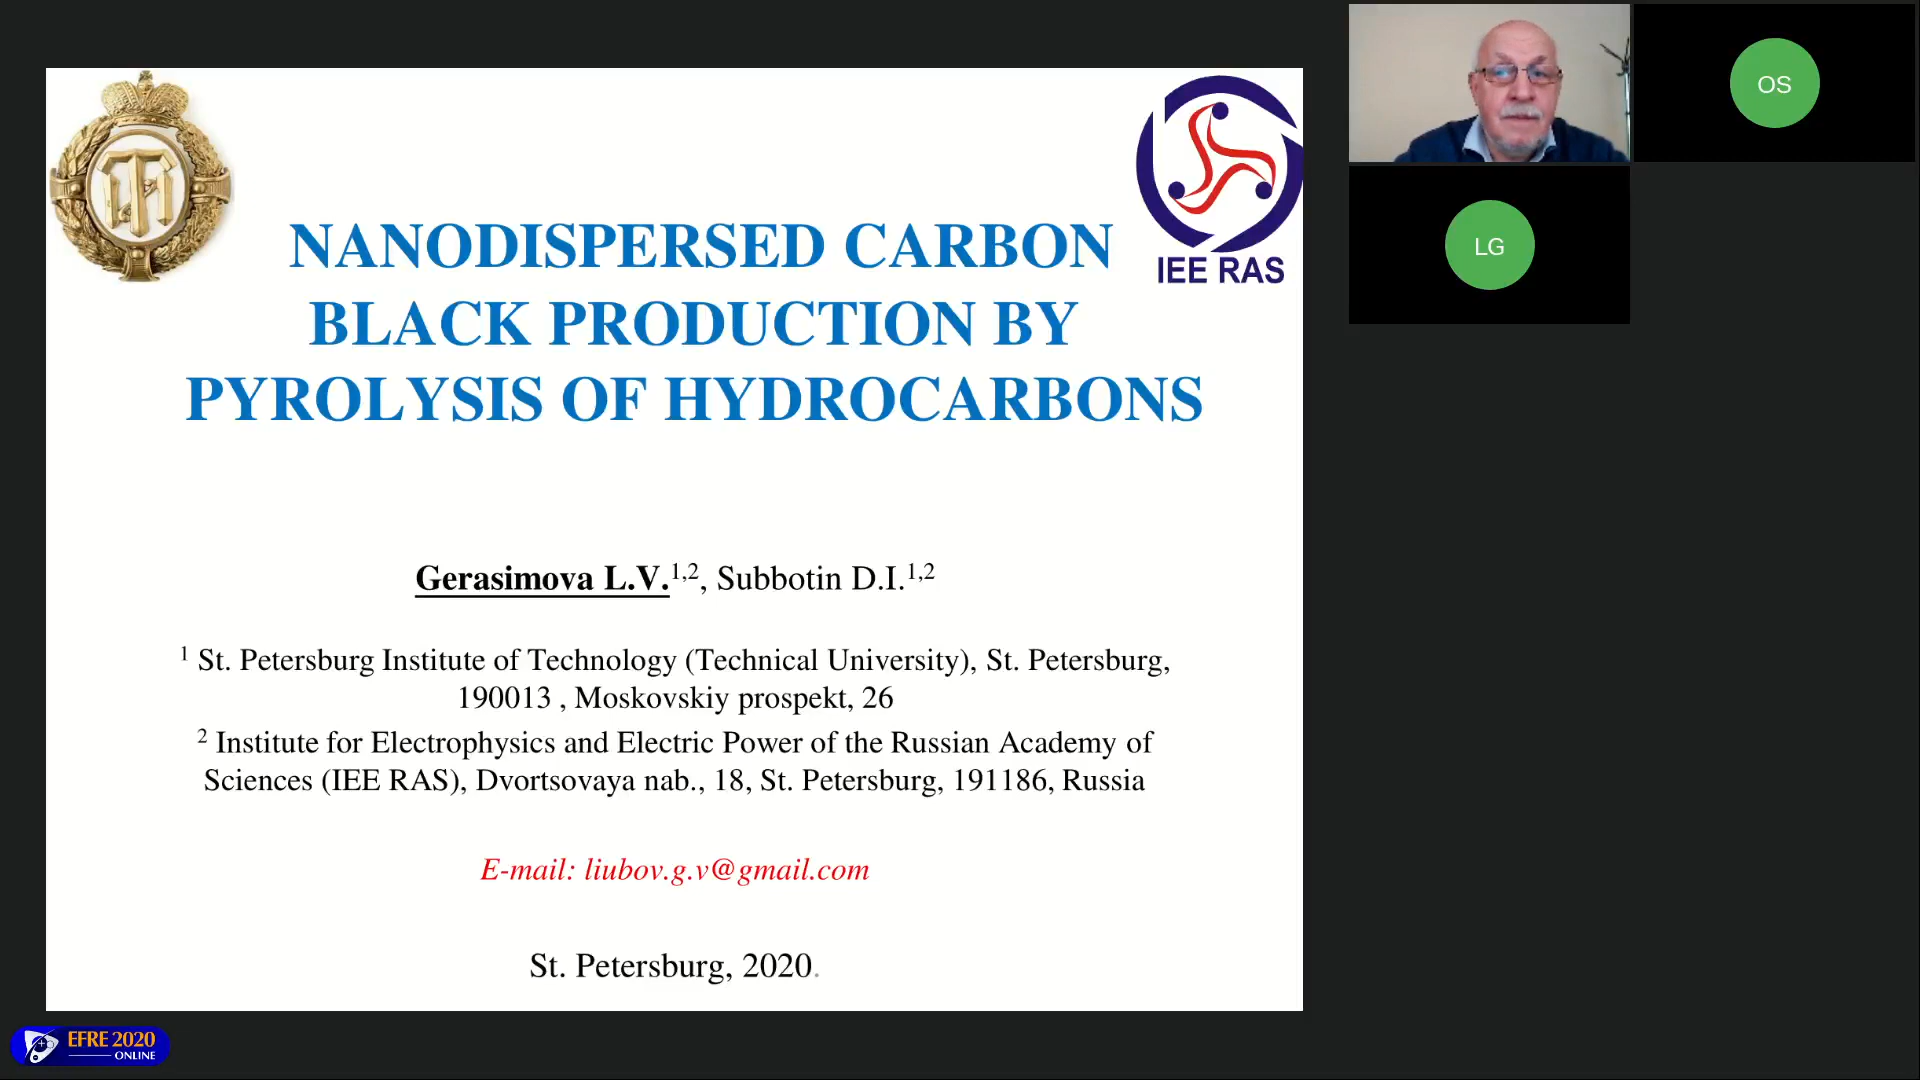 NANODISPERSED CARBON
BLACK PRODUCTION BY
PYROLYSIS OF HYDROCARBONS
IEE RAS
Gerasimova L.V.1,2, Subbotin D.I.1,2
1 St. Petersburg Institute of Technology (Technical University), St. Petersburg,
190013 , Moskovskiy prospekt, 26
2 Institute for Electrophysics and Electric Power of the Russian Academy of
Sciences (IEE RAS), Dvortsovaya nab., 18, St. Petersburg, 191186, Russia
E-mail: liubov.g.v@gmail.com
St. Petersburg, 2020.
OS
LG
EFRE 2020
ONLINE